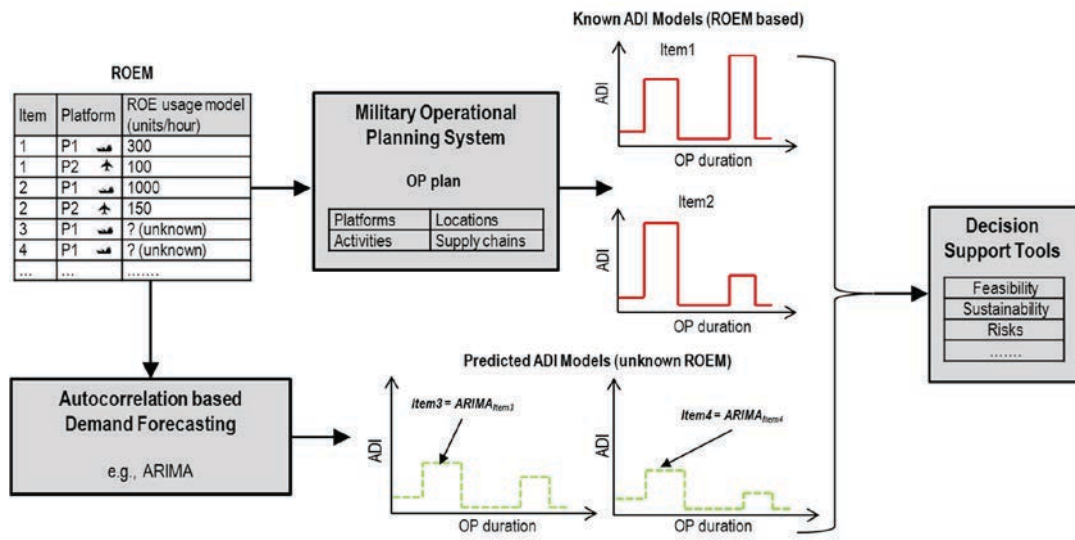 ROEM
Item Platform ROE usage model
(units/hour)
1 P1 300
1 P2 100
2 P1 1000
2 P2 150
3 P1 ? (unknown)
4 P1 ? (unknown)
... ... .......
Military Operational
Planning System
OP plan
Platforms Locations
Activities Supply chains
Known ADI Models (ROEM based)
Item1
ADI
OP duration
Item2
ADI
OP duration
Decision
Support Tools
Feasibility
Sustainability
Risks
.......
Autocorrelation based
Demand Forecasting
e.g., ARIMA
Predicted ADI Models (unknown ROEM)
Item3 = ARIMAItem3
ADI
OP duration
Item4 = ARIMAItem4
ADI
OP duration